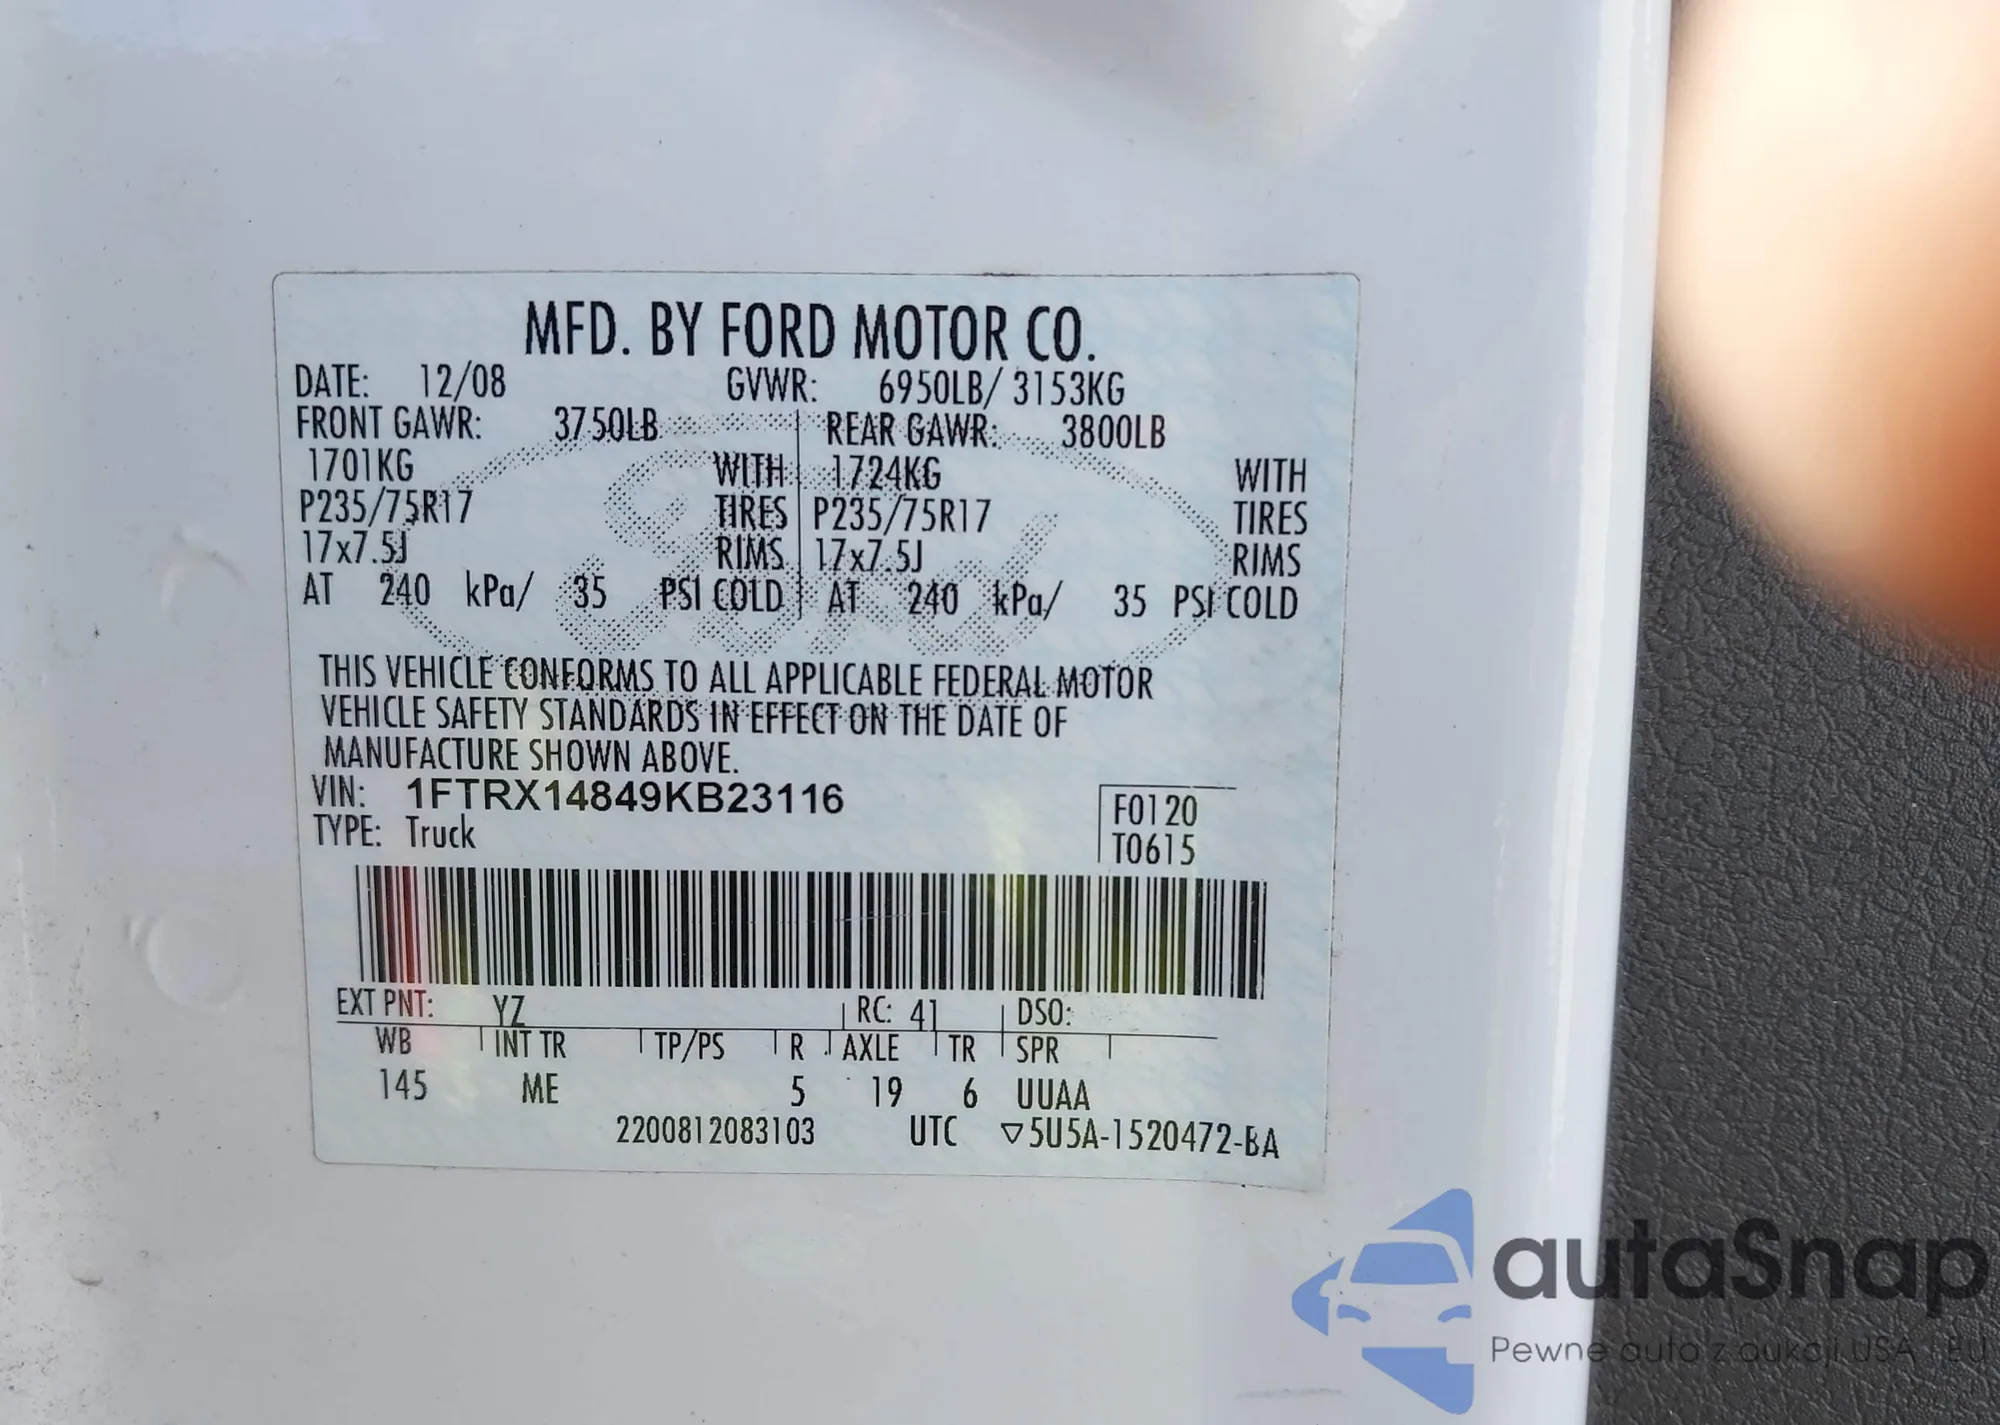 MFD. BY FORD MOTOR CO.
DATE: 12/08 GVWR: 6950LB/ 3153KG
FRONT GAWR: 3750LB REAR GAWR: 3800LB
1701KG WITH 1724KG WITH
P235/75R17 TIRES P235/75R17 TIRES
17x7.5J RIMS 17x7.5J RIMS
AT 240 kPa/ 35 PSI COLD AT 240 kPa/ 35 PSI COLD
THIS VEHICLE CONFORMS TO ALL APPLICABLE FEDERAL MOTOR
VEHICLE SAFETY STANDARDS IN EFFECT ON THE DATE OF
MANUFACTURE SHOWN ABOVE.
VIN: 1FTRX14849KB23116 F0120
TYPE: Truck T0615
EXT PNT: YZ RC: 41 DSO:
WB INT TR TP/PS R AXLE TR SPR
145 ME 5 19 6 UUAA
2200812083103 UTC ▽5U5A-1520472-BA
Ford
autaSnap
Pewne auto z aukcji USA i EU